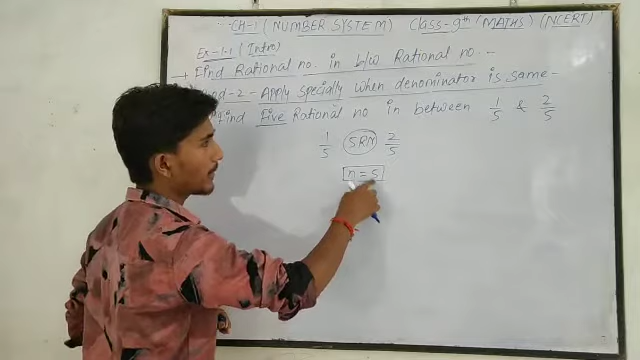 CH-1 (NUMBER SYSTEM) Class-9th (MATHS) (NCERT)
Ex-1.1 (Intro)
→ Find Rational no. in b/w Rational no. -
-2 - Apply specially when denominator is same -
Find Five Rational no in between 1/5 & 2/5
1/5 5RN 2/5
n = 5